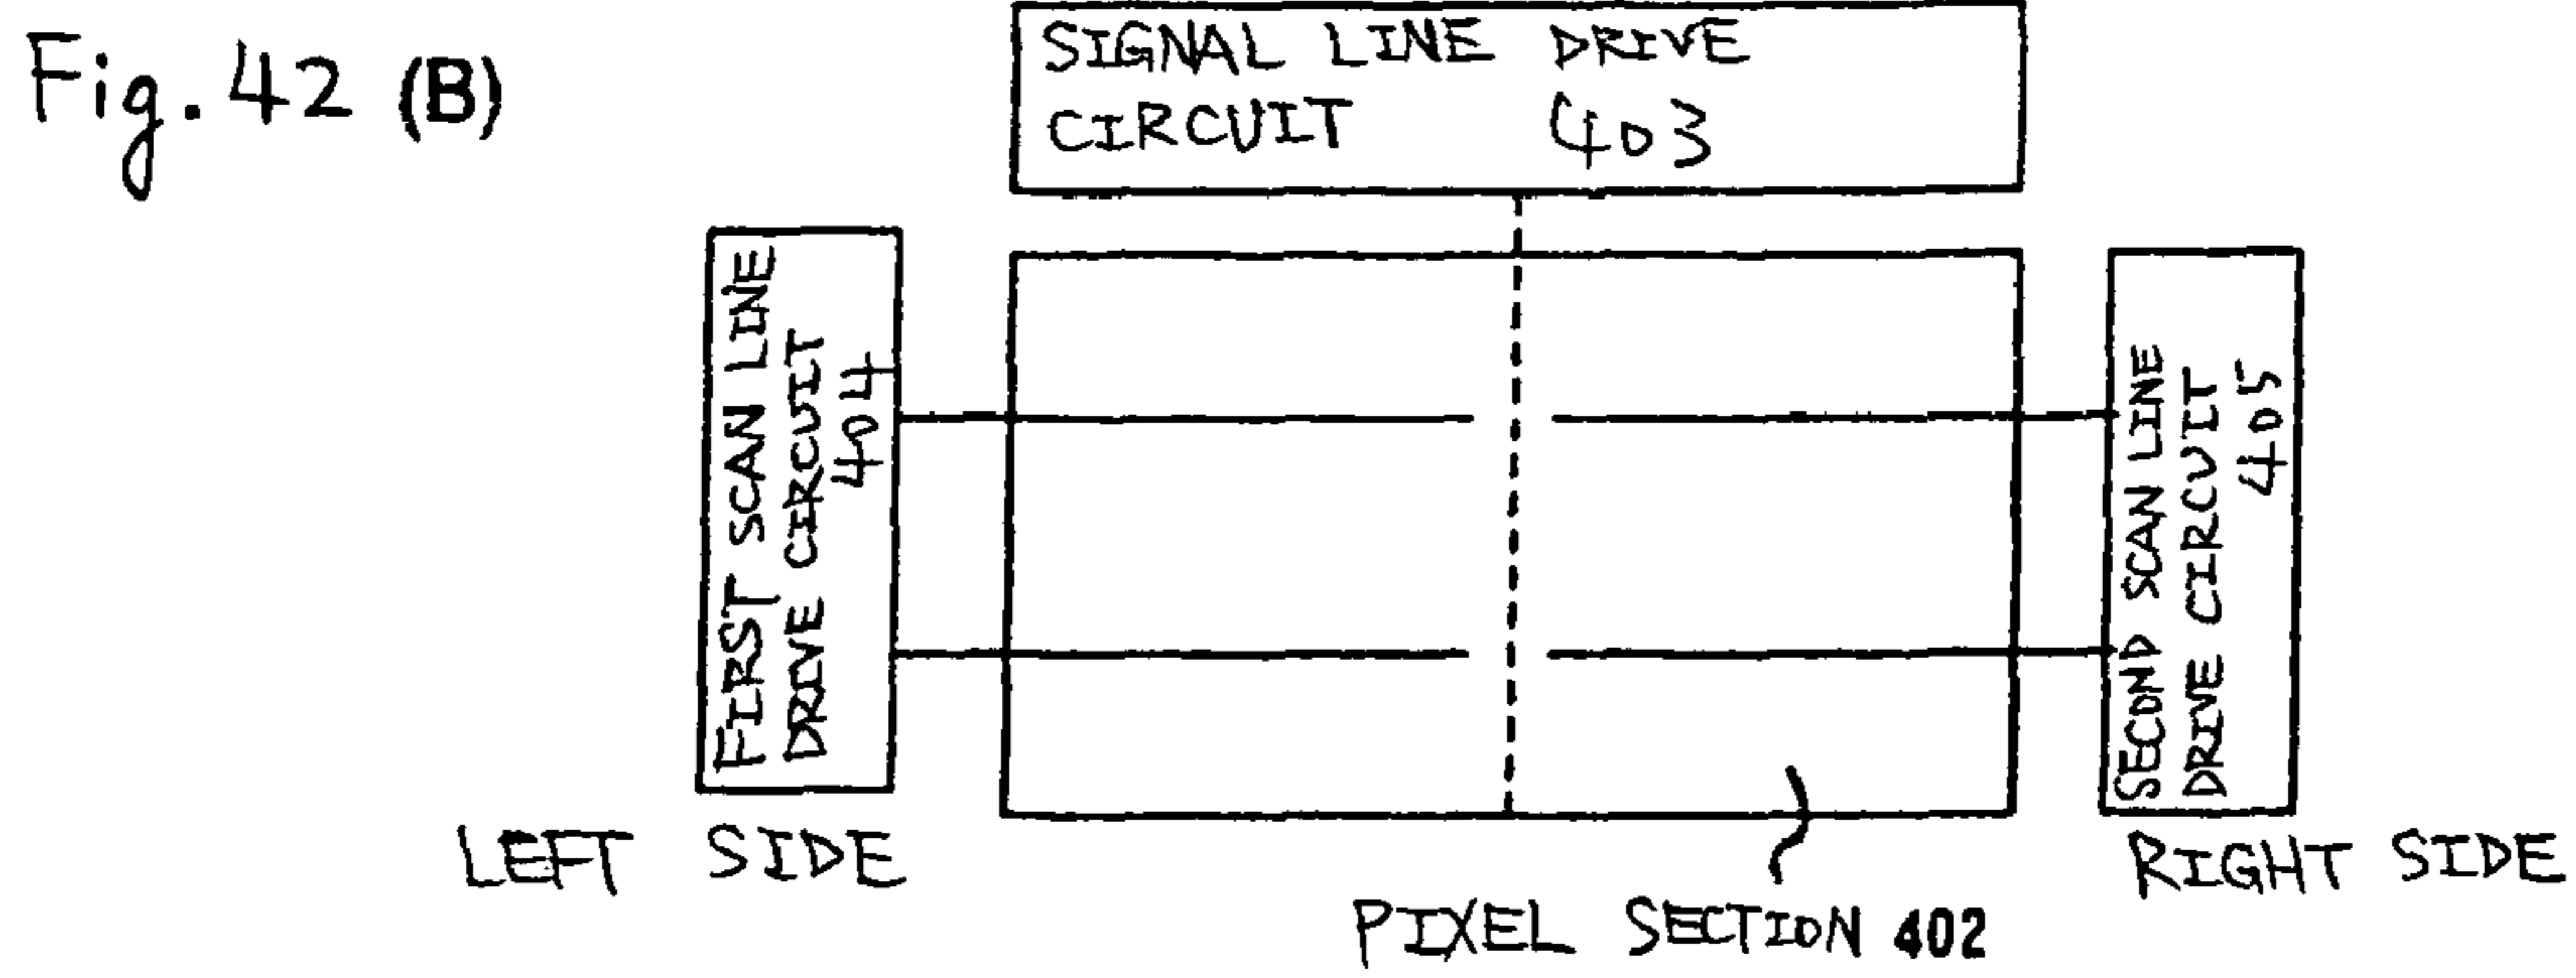 Fig. 42 (B)
SIGNAL LINE DRIVE
CIRCUIT 403
FIRST SCAN LINE
DRIVE CIRCUIT
404
SECOND SCAN LINE
DRIVE CIRCUIT
405
LEFT SIDE
RIGHT SIDE
PIXEL SECTION 402